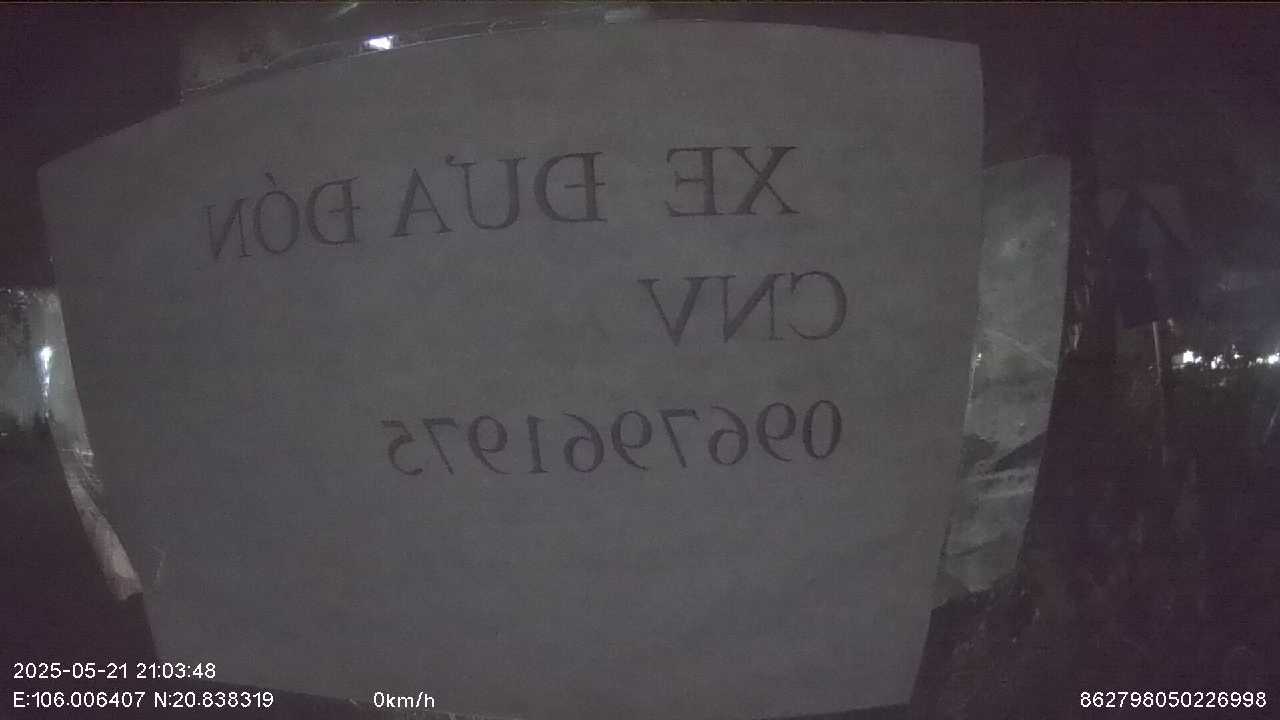 XE ĐƯA ĐÓN
CNV
0967961975
2025-05-21 21:03:48
E:106.006407 N:20.838319 0km/h 862798050226998